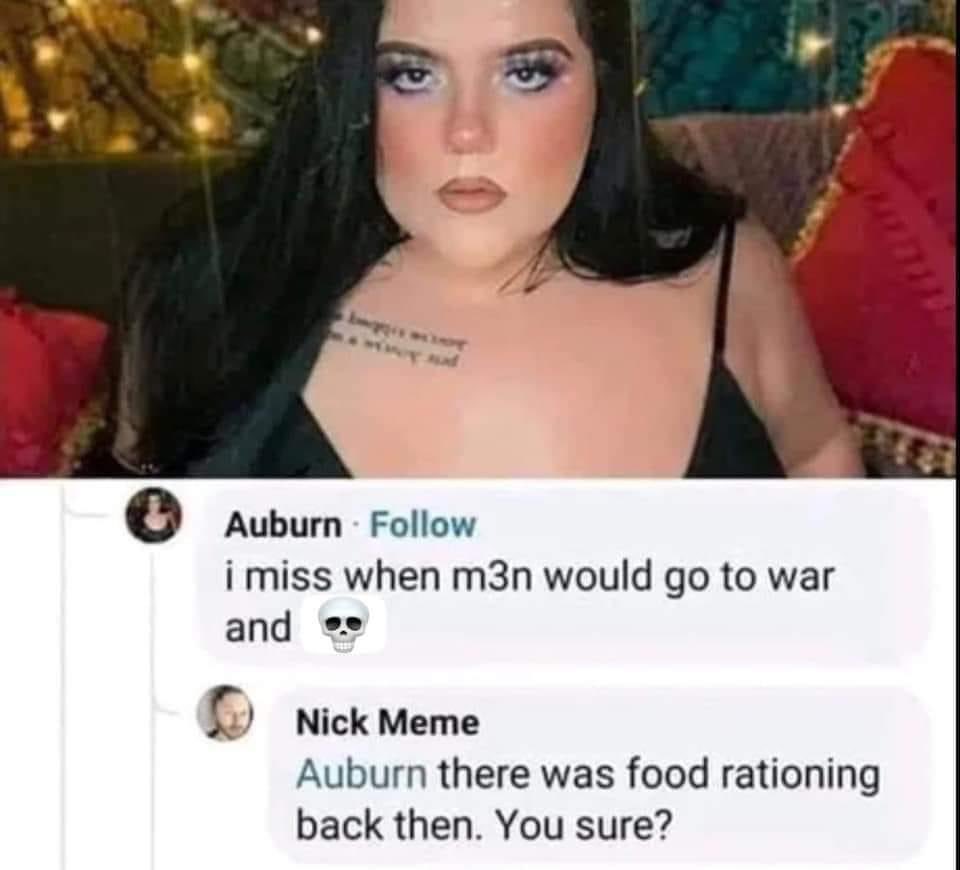 Auburn · Follow
i miss when m3n would go to war
and 💀
Nick Meme
Auburn there was food rationing
back then. You sure?